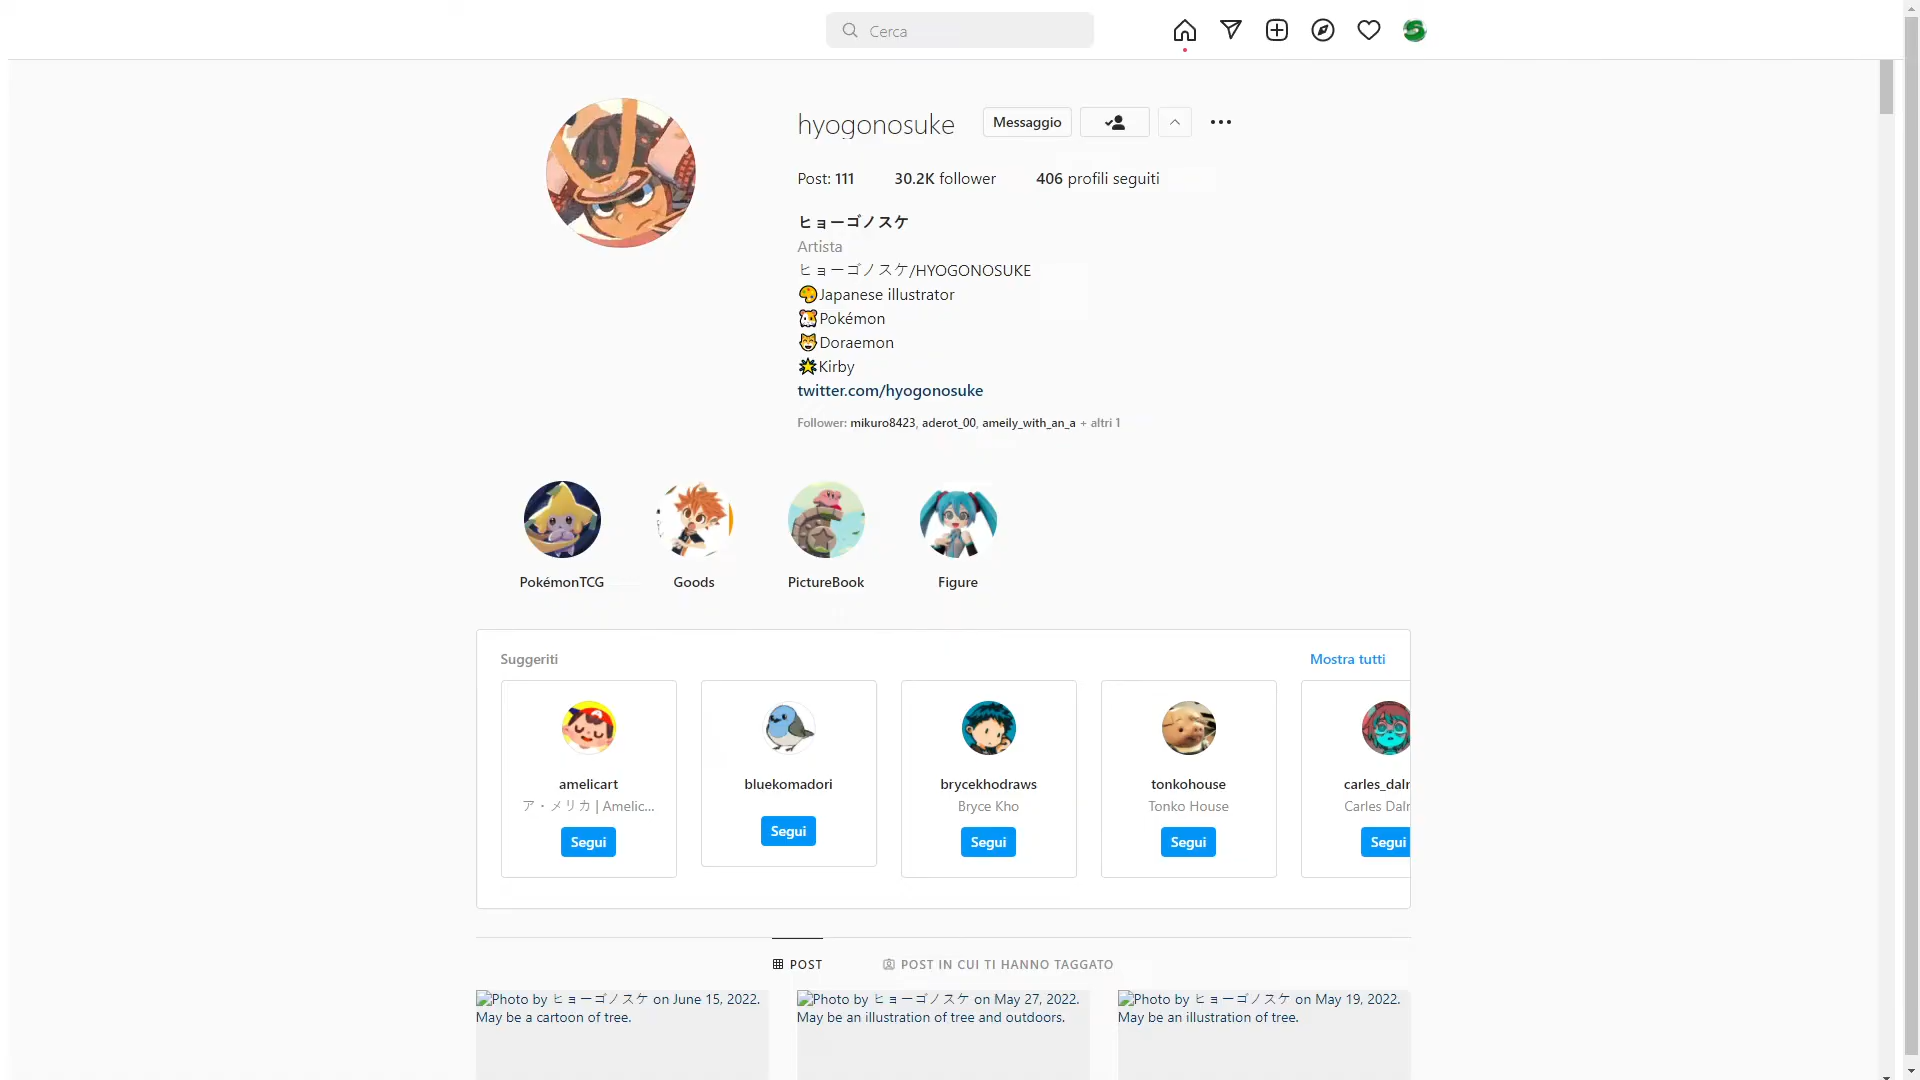 Cerca
hyogonosuke
Messaggio
Post: 111
30.2K follower
406 profili seguiti
ヒョーゴノスケ
Artista
ヒョーゴノスケ/HYOGONOSUKE
🎨Japanese illustrator
🐹Pokémon
😸Doraemon
🌟Kirby
twitter.com/hyogonosuke
Follower: mikuro8423, aderot_00, ameily_with_an_a + altri 1
PokémonTCG
Goods
PictureBook
Figure
Suggeriti
Mostra tutti
amelicart
ア・メリカ | Amelic...
Segui
bluekomadori
Segui
brycekhodraws
Bryce Kho
Segui
tonkohouse
Tonko House
Segui
carles_daln
Carles Daln
Segui
POST
POST IN CUI TI HANNO TAGGATO
Photo by ヒョーゴノスケ on June 15, 2022.
May be a cartoon of tree.
Photo by ヒョーゴノスケ on May 27, 2022.
May be an illustration of tree and outdoors.
Photo by ヒョーゴノスケ on May 19, 2022.
May be an illustration of tree.